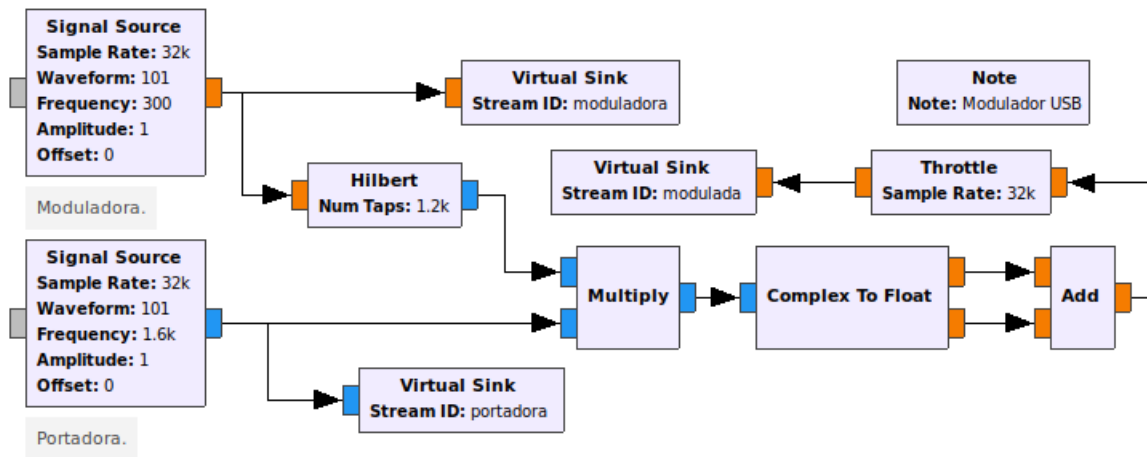 Signal Source
Sample Rate: 32k
Waveform: 101
Frequency: 300
Amplitude: 1
Offset: 0
Moduladora.
Virtual Sink
Stream ID: moduladora
Note
Note: Modulador USB
Hilbert
Num Taps: 1.2k
Virtual Sink
Stream ID: modulada
Throttle
Sample Rate: 32k
Signal Source
Sample Rate: 32k
Waveform: 101
Frequency: 1.6k
Amplitude: 1
Offset: 0
Portadora.
Multiply
Complex To Float
Add
Virtual Sink
Stream ID: portadora